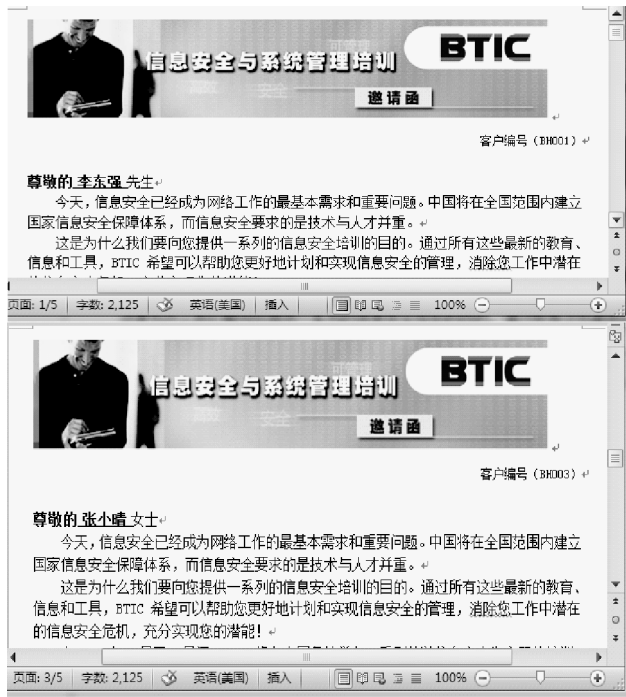 信息安全与系统管理培训
BTIC
邀请函
客户编号（BH001）
尊敬的 李东强 先生
今天，信息安全已经成为网络工作的最基本需求和重要问题。中国将在全国范围内建立
国家信息安全保障体系，而信息安全要求的是技术与人才并重。
这是为什么我们要向您提供一系列的信息安全培训的目的。通过所有这些最新的教育、
信息和工具，BTIC 希望可以帮助您更好地计划和实现信息安全的管理，消除您工作中潜在
页面: 1/5 字数: 2,125 英语(美国) 插入 100%
信息安全与系统管理培训
BTIC
邀请函
客户编号（BH003）
尊敬的 张小晴 女士
今天，信息安全已经成为网络工作的最基本需求和重要问题。中国将在全国范围内建立
国家信息安全保障体系，而信息安全要求的是技术与人才并重。
这是为什么我们要向您提供一系列的信息安全培训的目的。通过所有这些最新的教育、
信息和工具，BTIC 希望可以帮助您更好地计划和实现信息安全的管理，消除您工作中潜在
的信息安全危机，充分实现您的潜能！
页面: 3/5 字数: 2,125 英语(美国) 插入 100%